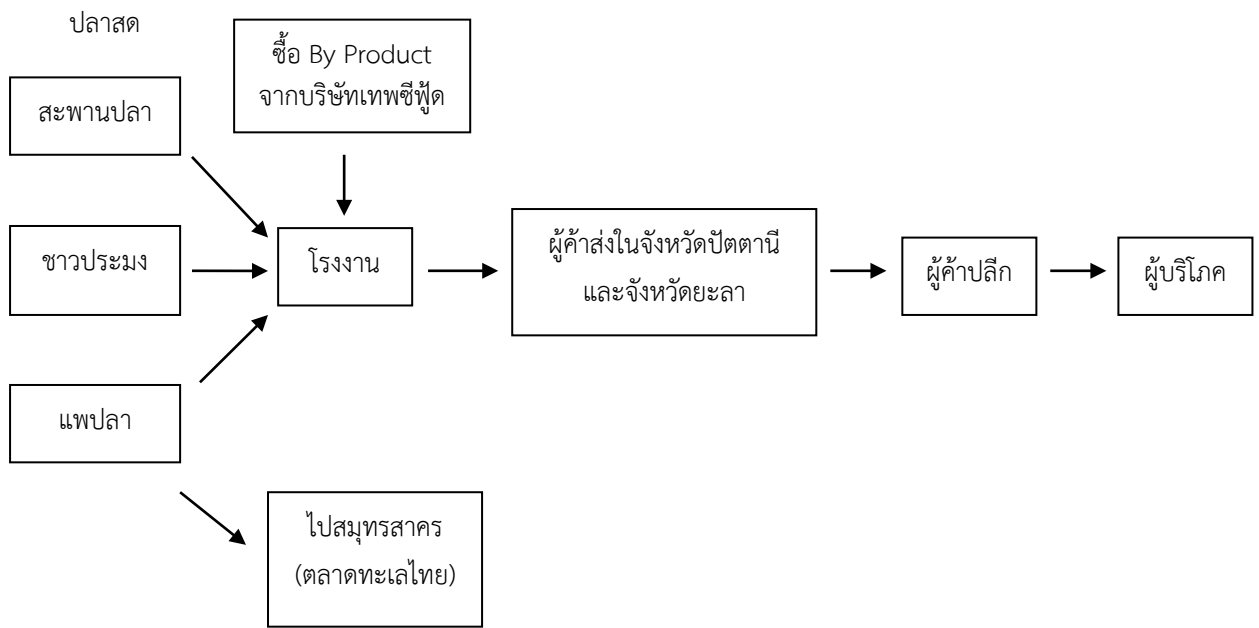 ปลาสด
ซื้อ By Product
จากบริษัทเทพซีฟู้ด
สะพานปลา
ชาวประมง
โรงงาน
ผู้ค้าส่งในจังหวัดปัตตานี
และจังหวัดยะลา
ผู้ค้าปลีก
ผู้บริโภค
แพปลา
ไปสมุทรสาคร
(ตลาดทะเลไทย)